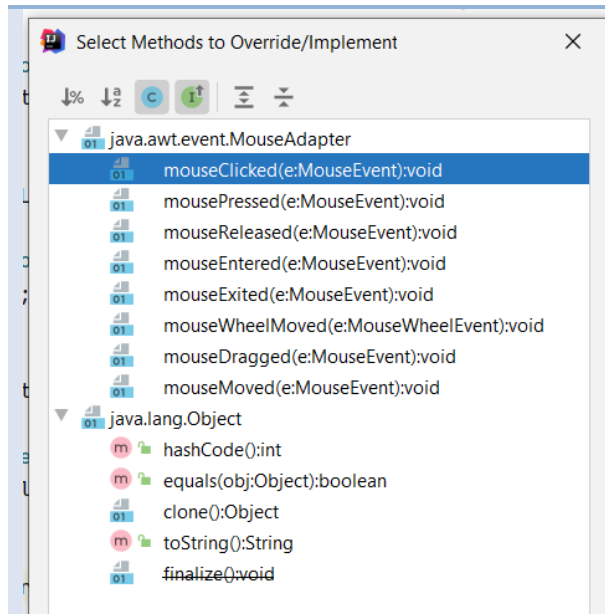 Select Methods to Override/Implement
java.awt.event.MouseAdapter
mouseClicked(e:MouseEvent):void
mousePressed(e:MouseEvent):void
mouseReleased(e:MouseEvent):void
mouseEntered(e:MouseEvent):void
mouseExited(e:MouseEvent):void
mouseWheelMoved(e:MouseWheelEvent):void
mouseDragged(e:MouseEvent):void
mouseMoved(e:MouseEvent):void
java.lang.Object
hashCode():int
equals(obj:Object):boolean
clone():Object
toString():String
finalize():void